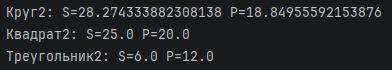 Круг2: S=28.274333882308138 P=18.84955592153876
Квадрат2: S=25.0 P=20.0
Треугольник2: S=6.0 P=12.0